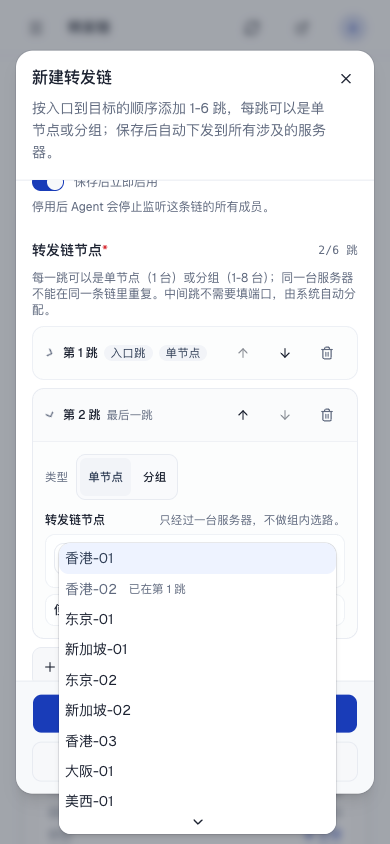 转发链
新建转发链
按入口到目标的顺序添加 1-6 跳，每跳可以是单
节点或分组；保存后自动下发到所有涉及的服务
器。
保存后立即启用
停用后 Agent 会停止监听这条链的所有成员。
转发链节点*
2/6 跳
每一跳可以是单节点（1 台）或分组（1-8 台）；同一台服务器
不能在同一条链里重复。中间跳不需要填端口，由系统自动分
配。
第 1 跳 入口跳 单节点
第 2 跳 最后一跳
类型 单节点 分组
转发链节点 只经过一台服务器，不做组内选路。
香港-01
香港-02 已在第 1 跳
东京-01
新加坡-01
东京-02
新加坡-02
香港-03
大阪-01
美西-01